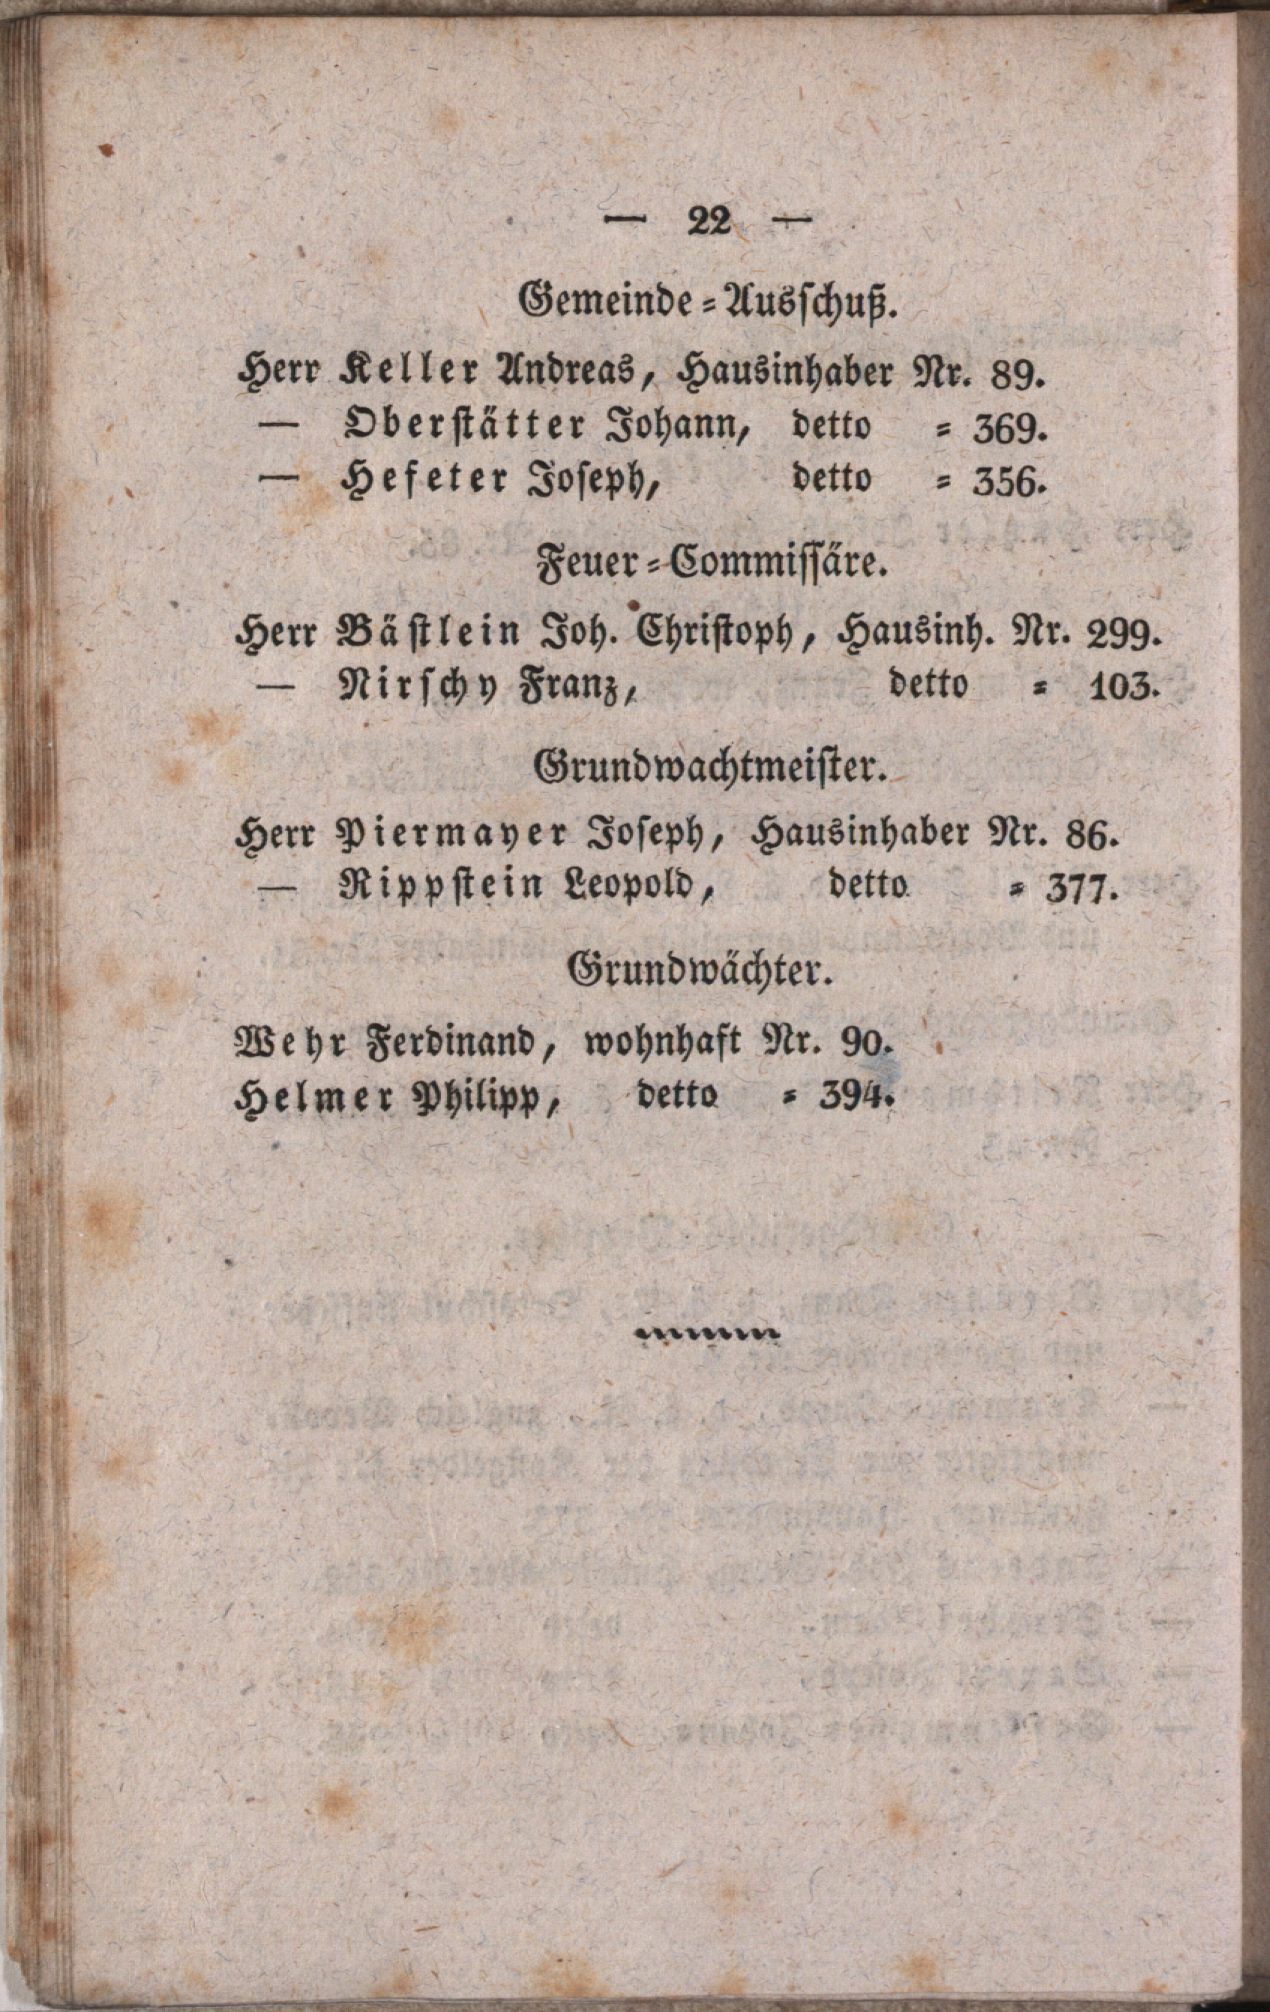 — 22 —
Gemeinde-Ausschuß.
Herr Keller Andreas, Hausinhaber Nr. 89.
— Oberstätter Johann, detto = 369.
— Hefeter Joseph, detto = 356.
Feuer-Commissäre.
Herr Bästlein Joh. Christoph, Hausinh. Nr. 299.
— Nirschy Franz, detto = 103.
Grundwachtmeister.
Herr Piermayer Joseph, Hausinhaber Nr. 86.
— Rippstein Leopold, detto = 377.
Grundwächter.
Wehr Ferdinand, wohnhaft Nr. 90.
Helmer Philipp, detto = 394.